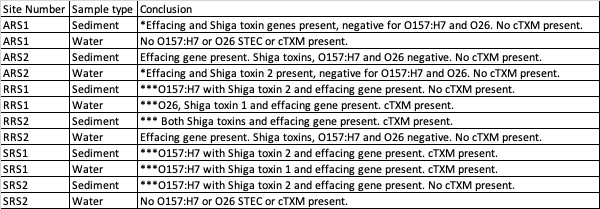 Site Number Sample type Conclusion
ARS1 Sediment *Effacing and Shiga toxin genes present, negative for O157:H7 and O26. No cTXM present.
ARS1 Water No O157:H7 or O26 STEC or cTXM present.
ARS2 Sediment Effacing gene present. Shiga toxins, O157:H7 and O26 negative. No cTXM present.
ARS2 Water *Effacing and Shiga toxin 2 present, negative for O157:H7 and O26. No cTXM present.
RRS1 Sediment ***O157:H7 with Shiga toxin 2 and effacing gene present. No cTXM present.
RRS1 Water ***O26, Shiga toxin 1 and effacing gene present. cTXM present.
RRS2 Sediment *** Both Shiga toxins and effacing gene present. cTXM present.
RRS2 Water Effacing gene present. Shiga toxins, O157:H7 and O26 negative. No cTXM present.
SRS1 Sediment ***O157:H7 with Shiga toxin 2 and effacing gene present. cTXM present.
SRS1 Water ***O157:H7 with Shiga toxin 1 and effacing gene present. cTXM present.
SRS2 Sediment ***O157:H7 with Shiga toxin 2 and effacing gene present. No cTXM present.
SRS2 Water No O157:H7 or O26 STEC or cTXM present.